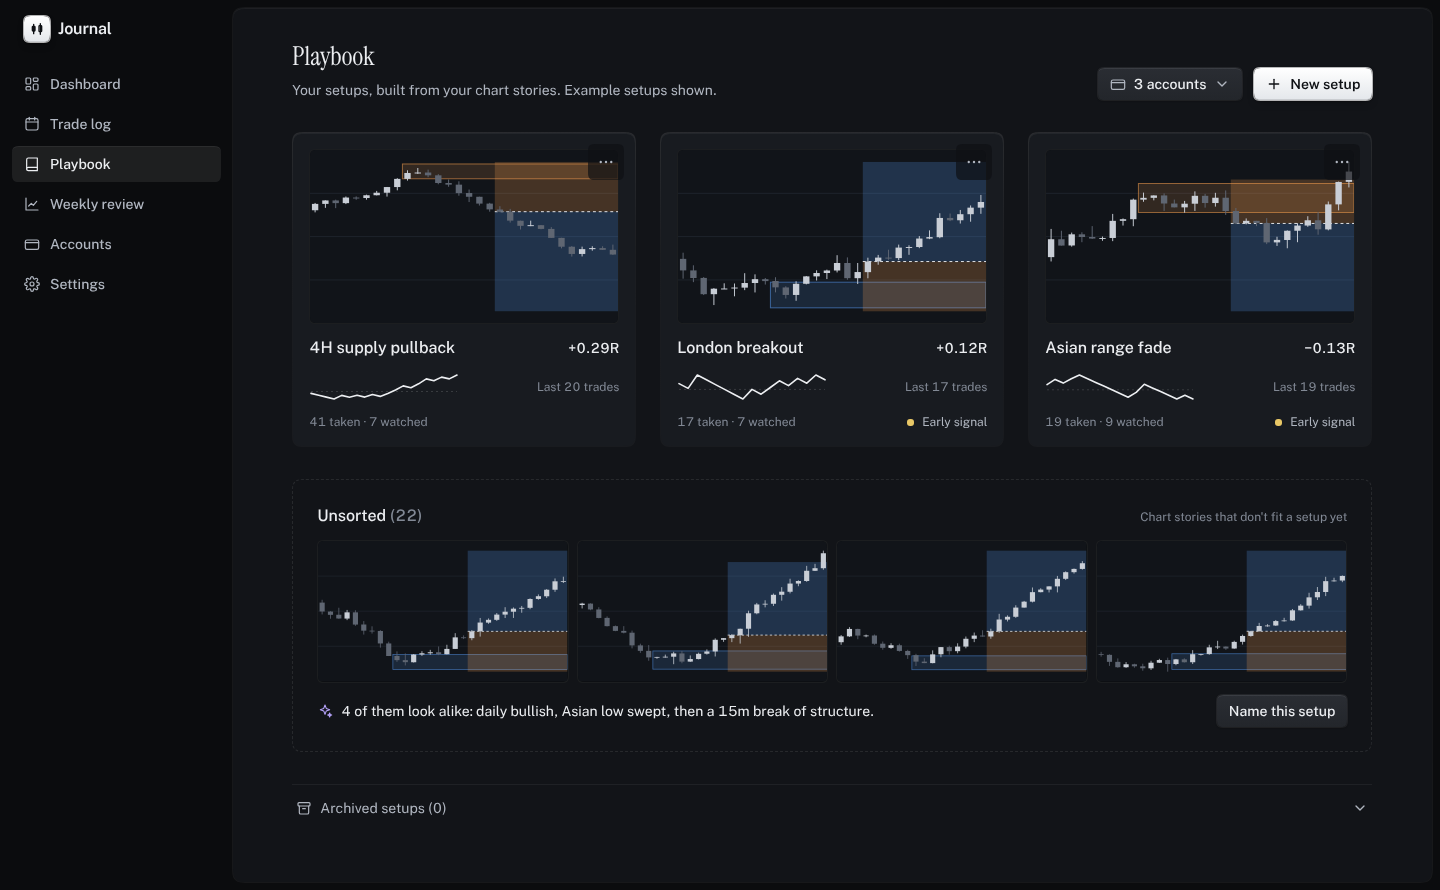 Journal
Dashboard
Trade log
Playbook
Weekly review
Accounts
Settings
Playbook
Your setups, built from your chart stories. Example setups shown.
3 accounts
New setup
4H supply pullback +0.29R
Last 20 trades
41 taken · 7 watched
London breakout +0.12R
Last 17 trades
17 taken · 7 watched Early signal
Asian range fade −0.13R
Last 19 trades
19 taken · 9 watched Early signal
Unsorted (22)
Chart stories that don't fit a setup yet
4 of them look alike: daily bullish, Asian low swept, then a 15m break of structure.
Name this setup
Archived setups (0)